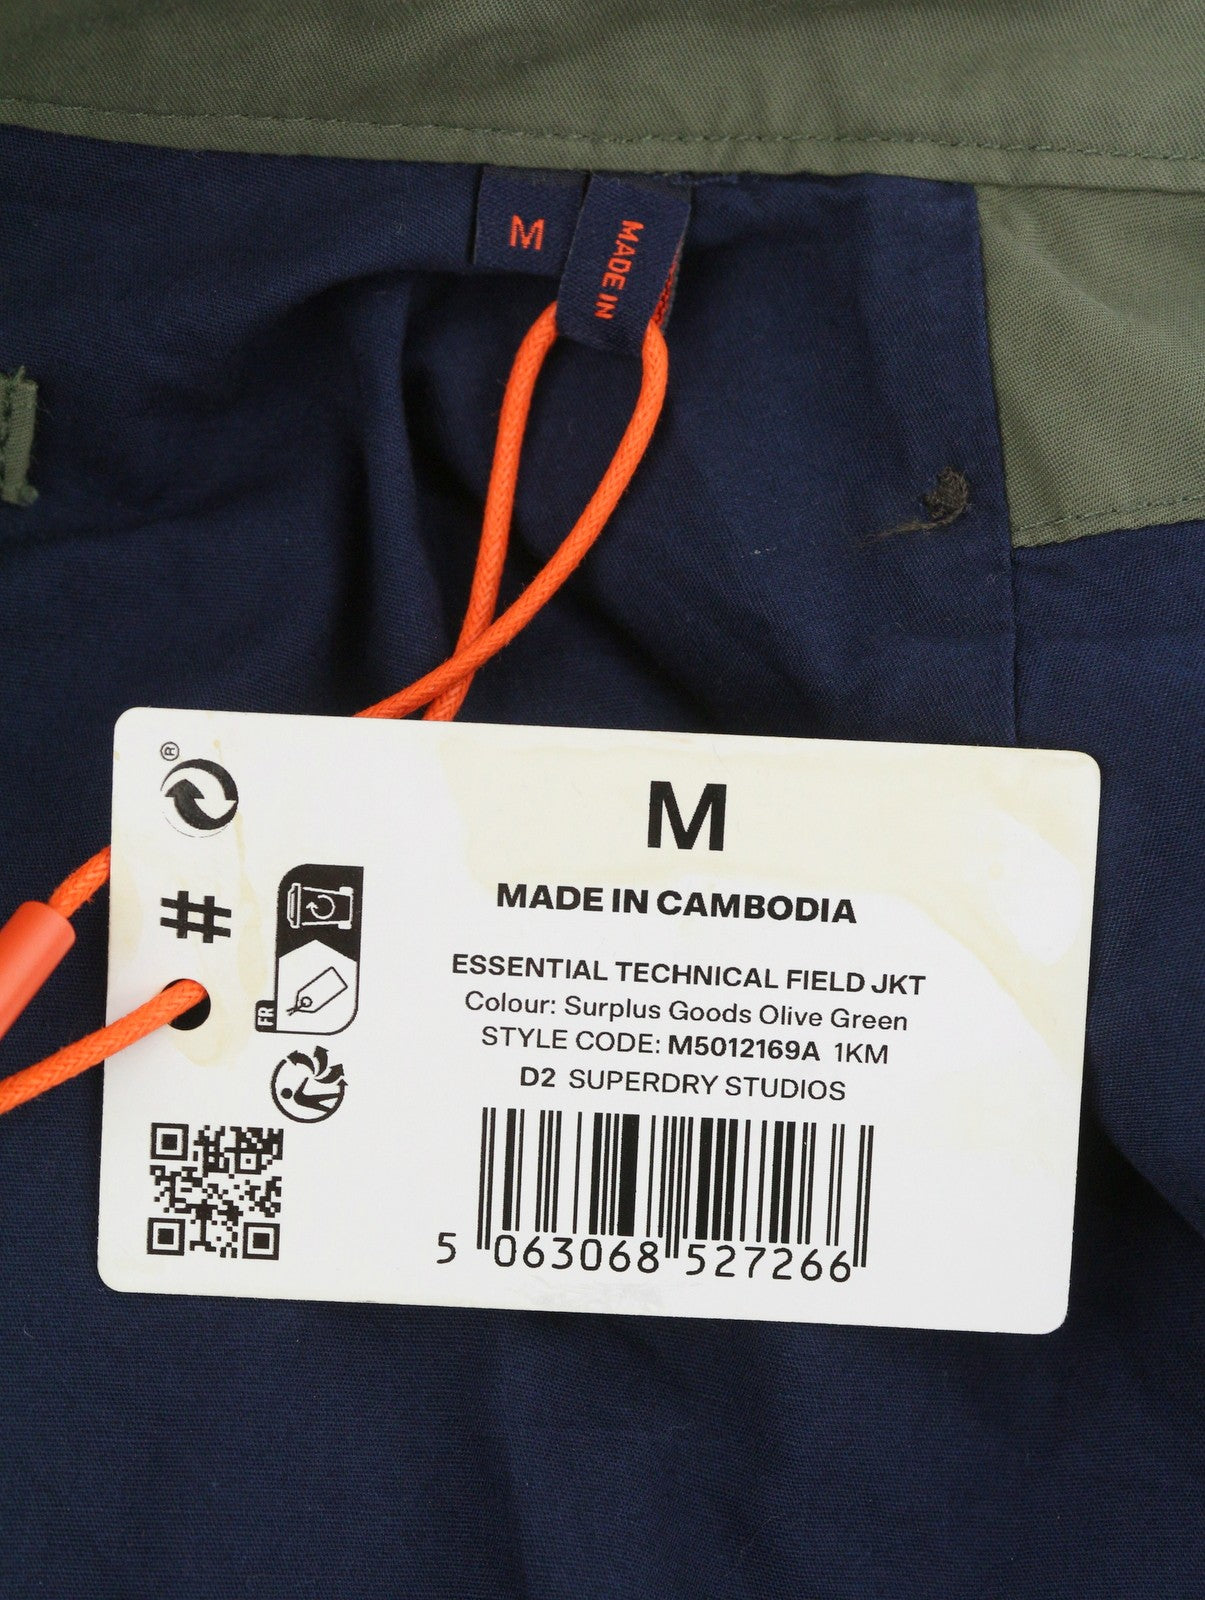 M
MADE IN
®
M
#
MADE IN CAMBODIA
ESSENTIAL TECHNICAL FIELD JKT
Colour: Surplus Goods Olive Green
STYLE CODE: M5012169A 1KM
D2 SUPERDRY STUDIOS
FR
5 063068 527266